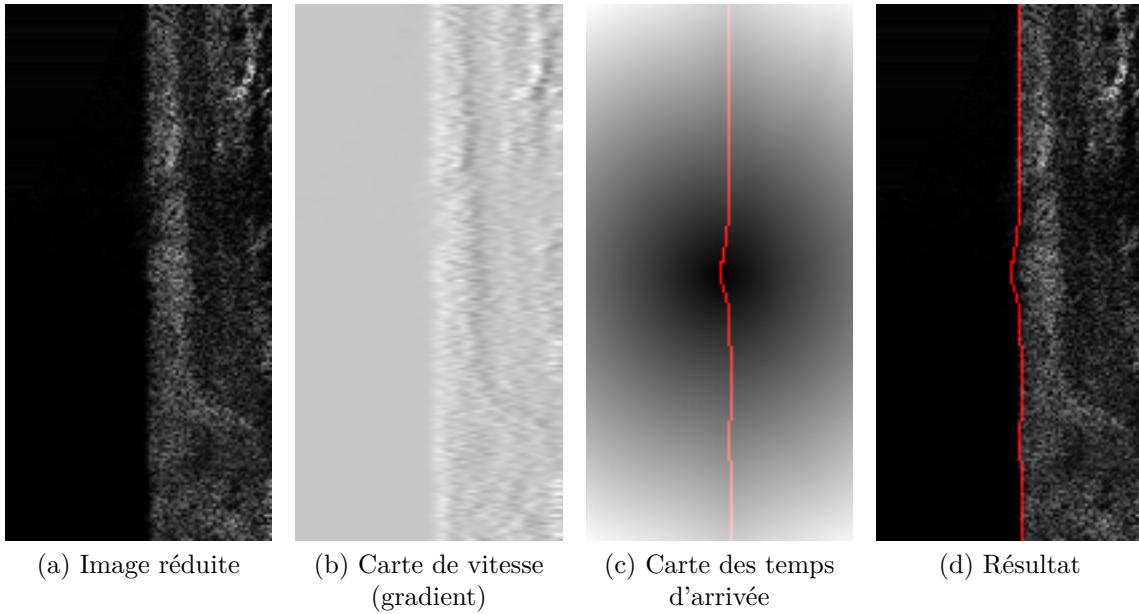 (a) Image réduite
(b) Carte de vitesse
(gradient)
(c) Carte des temps
d'arrivée
(d) Résultat